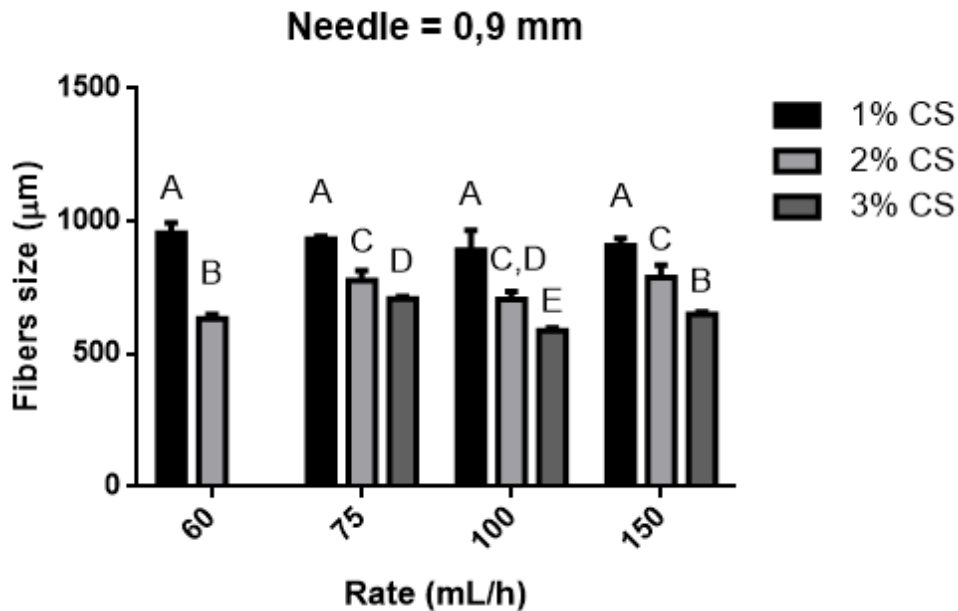 Needle = 0,9 mm
1500
1000
500
0
Fibers size (µm)
A
B
A
C
D
A
C,D
E
A
C
B
60
75
100
150
Rate (mL/h)
1% CS
2% CS
3% CS